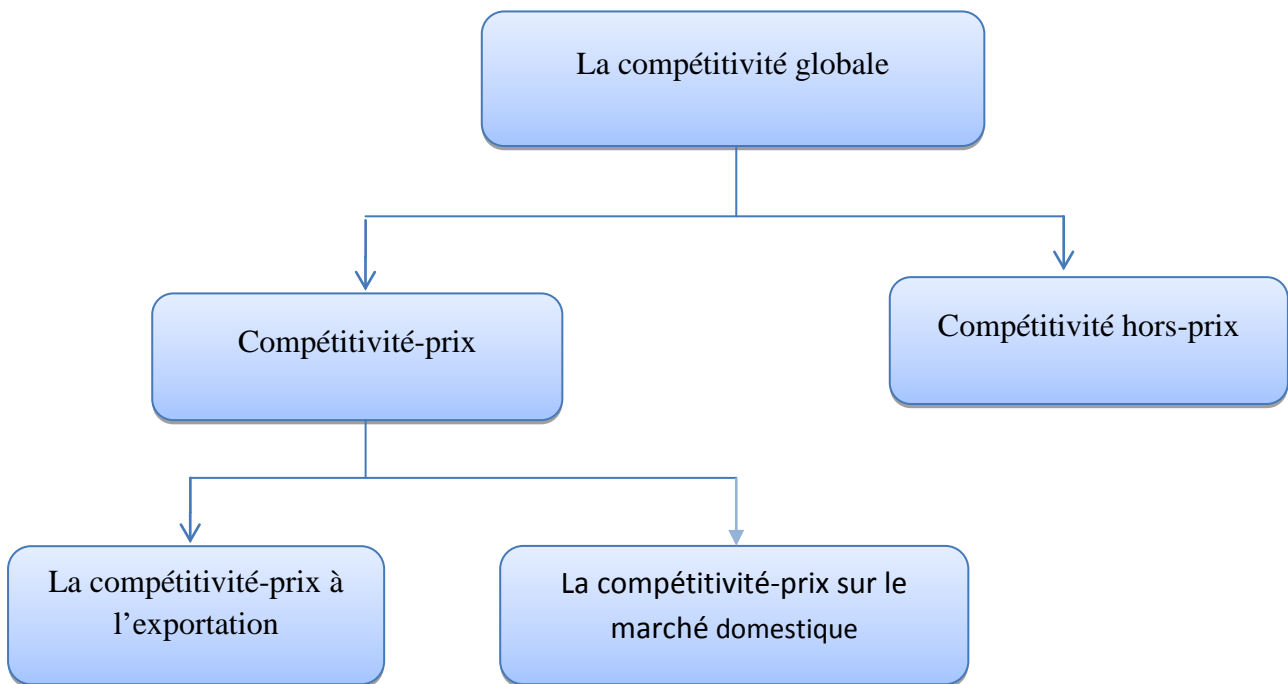 La compétitivité globale
Compétitivité-prix
Compétitivité hors-prix
La compétitivité-prix à
l’exportation
La compétitivité-prix sur le
marché domestique